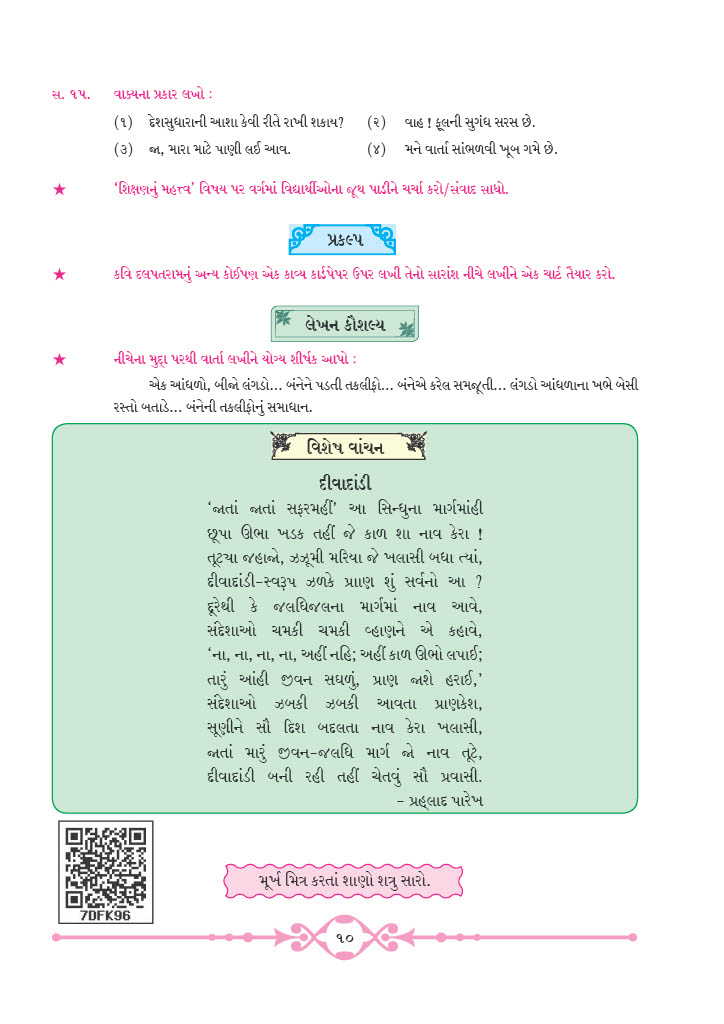 સ. ૧૫. વાક્યના પ્રકાર લખો :
(૧) દેશસુધારાની આશા કેવી રીતે રાખી શકાય? (૨) વાહ ! ફૂલની સુગંધ સરસ છે.
(૩) જા, મારા માટે પાણી લઈ આવ. (૪) મને વાર્તા સાંભળવી ખૂબ ગમે છે.
★ ‘શિક્ષણનું મહત્ત્વ’ વિષય પર વર્ગમાં વિદ્યાર્થીઓના જૂથ પાડીને ચર્ચા કરો/સંવાદ સાધો.
પ્રકલ્પ
★ કવિ દલપતરામનું અન્ય કોઈપણ એક કાવ્ય કાર્ડપેપર ઉપર લખી તેનો સારાંશ નીચે લખીને એક ચાર્ટ તૈયાર કરો.
લેખન કૌશલ્ય
★ નીચેના મુદ્દા પરથી વાર્તા લખીને યોગ્ય શીર્ષક આપો :
એક આંધળો, બીજો લંગડો... બંનેને પડતી તકલીફો... બંનેએ કરેલ સમજૂતી... લંગડો આંધળાના ખભે બેસી
રસ્તો બતાડે... બંનેની તકલીફોનું સમાધાન.
વિશેષ વાંચન
દીવાદાંડી
‘જાતાં જાતાં સફરમહીં’ આ સિન્ધુના માર્ગમાંહી
છૂપા ઊભા ખડક તહીં જે કાળ શા નાવ કેરા !
તૂટ્યા જહાજો, ઝઝૂમી મરિયા જે ખલાસી બધા ત્યાં,
દીવાદાંડી-સ્વરૂપ ઝળકે પ્રાાણ શું સર્વનો આ ?
દૂરેથી કે જલધિજલના માર્ગમાં નાવ આવે,
સંદેશાઓ ચમકી ચમકી વ્હાણને એ કહાવે,
‘ના, ના, ના, ના, અહીં નહિ; અહીં કાળ ઊભો લપાઈ;
તારું આંહી જીવન સઘળું, પ્રાણ જાશે હરાઈ,’
સંદેશાઓ ઝબકી ઝબકી આવતા પ્રાણકેશ,
સૂણીને સૌ દિશ બદલતા નાવ કેરા ખલાસી,
જાતાં મારું જીવન-જલધિ માર્ગ જો નાવ તૂટે,
દીવાદાંડી બની રહી તહીં ચેતવું સૌ પ્રવાસી.
- પ્રહ્લાદ પારેખ
7DFK96
મૂર્ખ મિત્ર કરતાં શાણો શત્રુ સારો.
૧૦